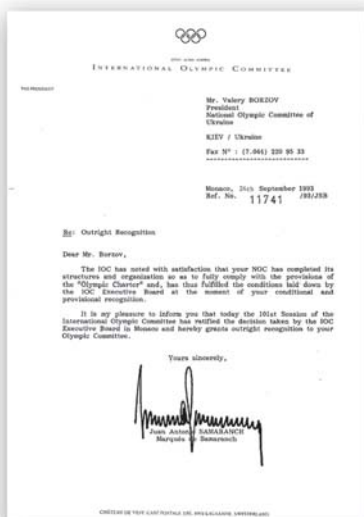 INTERNATIONAL OLYMPIC COMMITTEE
THE PRESIDENT
Mr. Valery BORZOV
President
National Olympic Committee of
Ukraine
KIEV / Ukraine
Fax N° : (7.044) 220 95 33
Monaco, 24th September 1993
Ref. No. 11741 /93/
Re: Outright Recognition
Dear Mr. Borzov,
The IOC has noted with satisfaction that your NOC has completed its
structures and organization so as to fully comply with the provisions of
the "Olympic Charter" and, has thus fulfilled the conditions laid down by
the IOC Executive Board at the moment of your conditional and
provisional recognition.
It is my pleasure to inform you that today the 101st Session of the
International Olympic Committee has ratified the decision taken by the IOC
Executive Board in Monaco and hereby grants outright recognition to your
Olympic Committee.
Yours sincerely,
Juan Antonio SAMARANCH
Marqués de Samaranch
CHÂTEAU DE VIDY